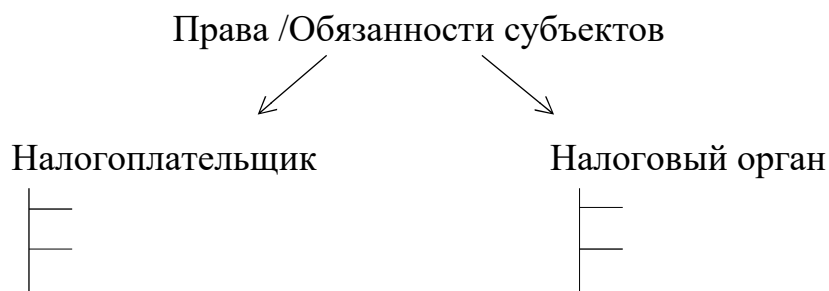 Права /Обязанности субъектов
Налогоплательщик
Налоговый орган